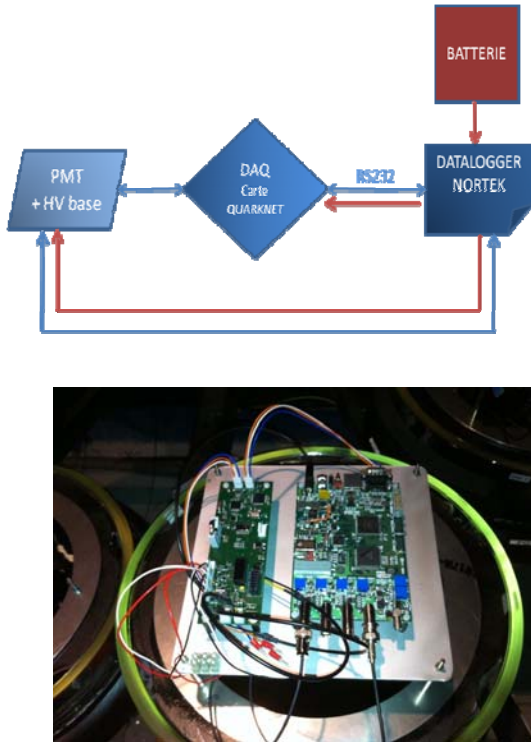 BATTERIE
PMT
+ HV base
DAQ
Carte
QUARKNET
RS232
DATALOGGER
NORTEK